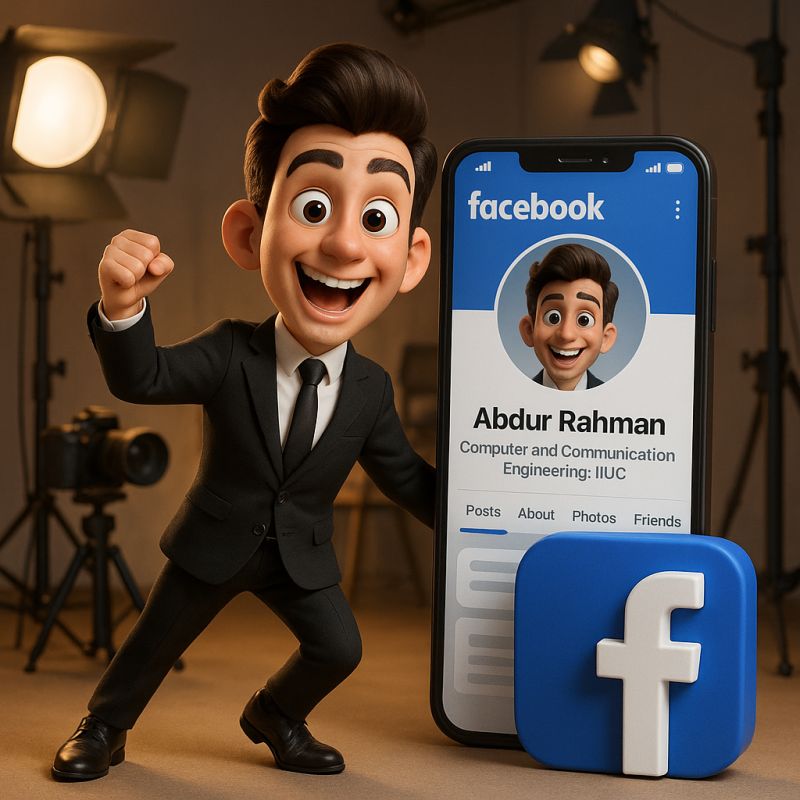 facebook
Abdur Rahman
Computer and Communication
Engineering: IIUC
Posts About Photos Friends
f